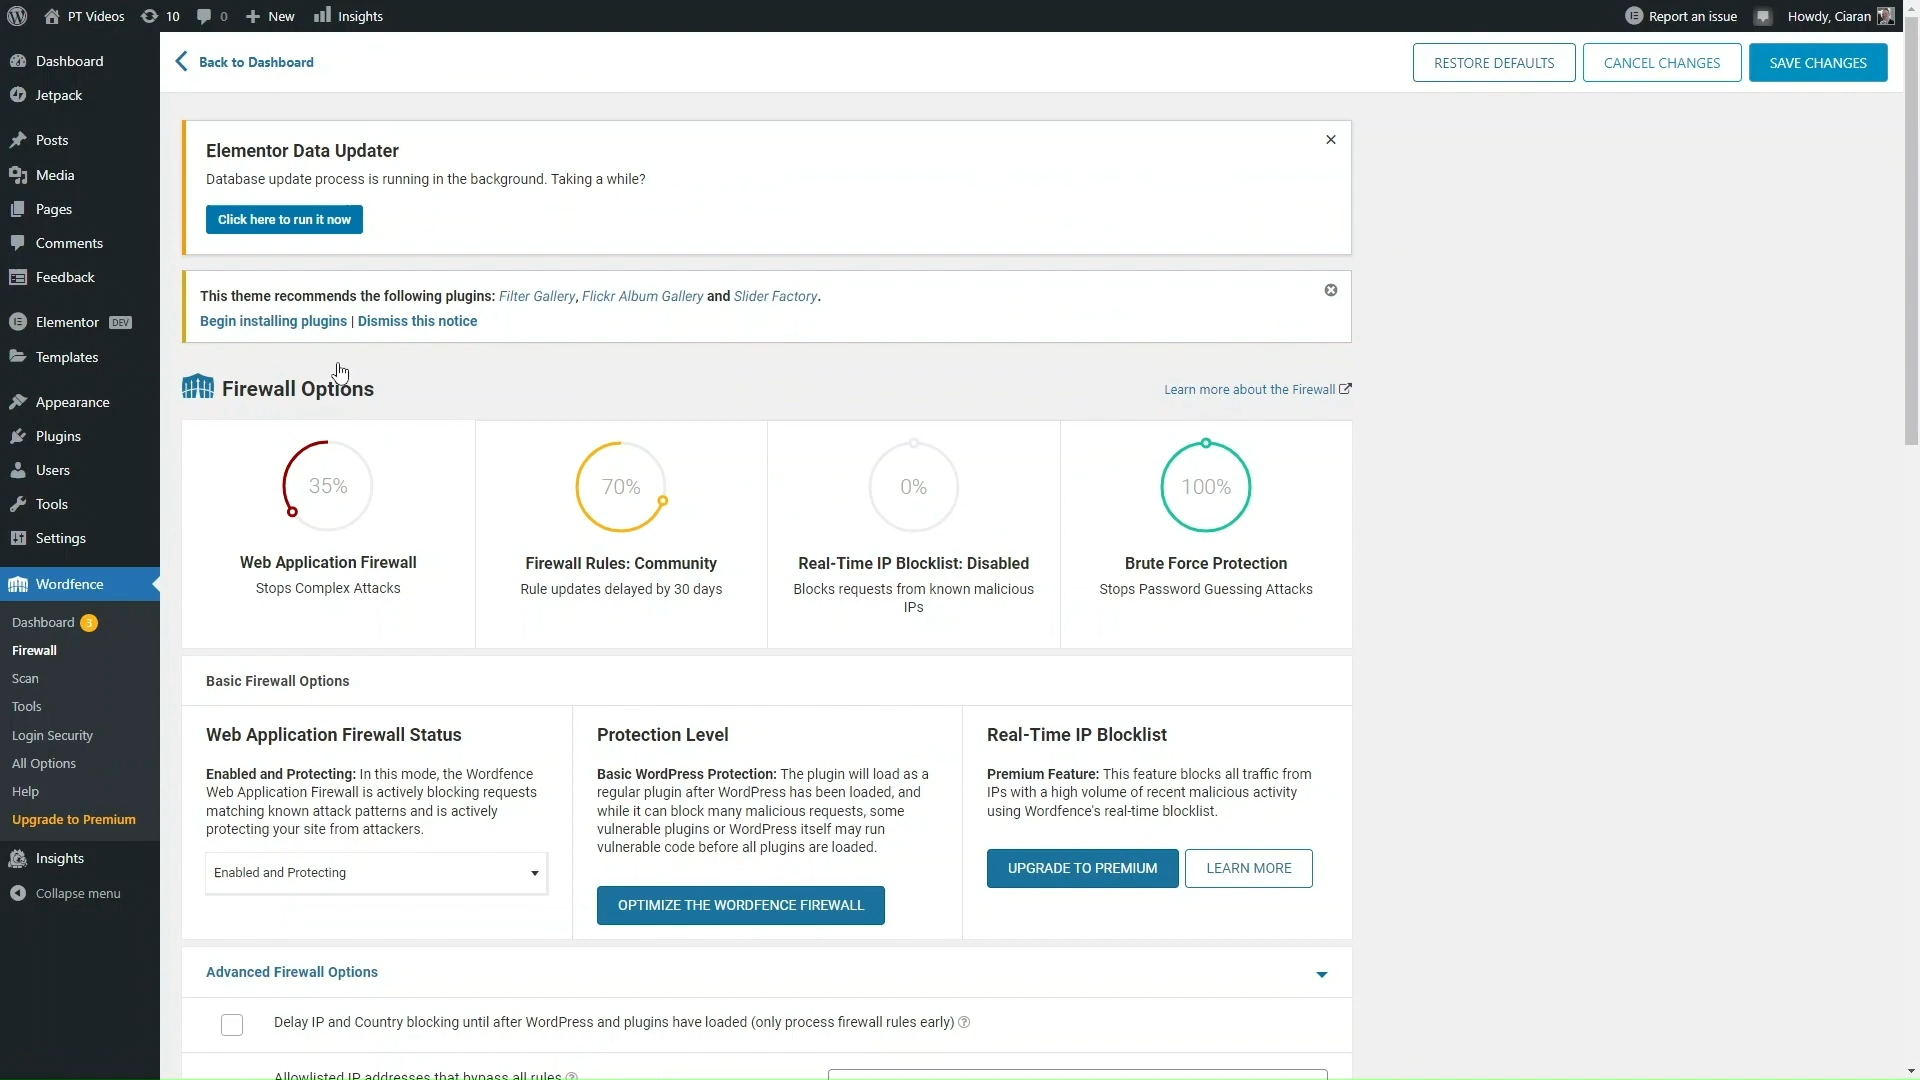 PT Videos 10 0 New Insights Report an issue Howdy, Ciaran
Dashboard
Jetpack
Posts
Media
Pages
Comments
Feedback
Elementor DEV
Templates
Appearance
Plugins
Users
Tools
Settings
Wordfence
Dashboard 3
Firewall
Scan
Tools
Login Security
All Options
Help
Upgrade to Premium
Insights
Collapse menu
Back to Dashboard
RESTORE DEFAULTS
CANCEL CHANGES
SAVE CHANGES
Elementor Data Updater
Database update process is running in the background. Taking a while?
Click here to run it now
This theme recommends the following plugins: Filter Gallery, Flickr Album Gallery and Slider Factory.
Begin installing plugins | Dismiss this notice
Firewall Options
Learn more about the Firewall
35%
Web Application Firewall
Stops Complex Attacks
70%
Firewall Rules: Community
Rule updates delayed by 30 days
0%
Real-Time IP Blocklist: Disabled
Blocks requests from known malicious
IPs
100%
Brute Force Protection
Stops Password Guessing Attacks
Basic Firewall Options
Web Application Firewall Status
Enabled and Protecting: In this mode, the Wordfence
Web Application Firewall is actively blocking requests
matching known attack patterns and is actively
protecting your site from attackers.
Enabled and Protecting
Protection Level
Basic WordPress Protection: The plugin will load as a
regular plugin after WordPress has been loaded, and
while it can block many malicious requests, some
vulnerable plugins or WordPress itself may run
vulnerable code before all plugins are loaded.
OPTIMIZE THE WORDFENCE FIREWALL
Real-Time IP Blocklist
Premium Feature: This feature blocks all traffic from
IPs with a high volume of recent malicious activity
using Wordfence's real-time blocklist.
UPGRADE TO PREMIUM
LEARN MORE
Advanced Firewall Options
Delay IP and Country blocking until after WordPress and plugins have loaded (only process firewall rules early)
Allowlisted IP addresses that bypass all rules